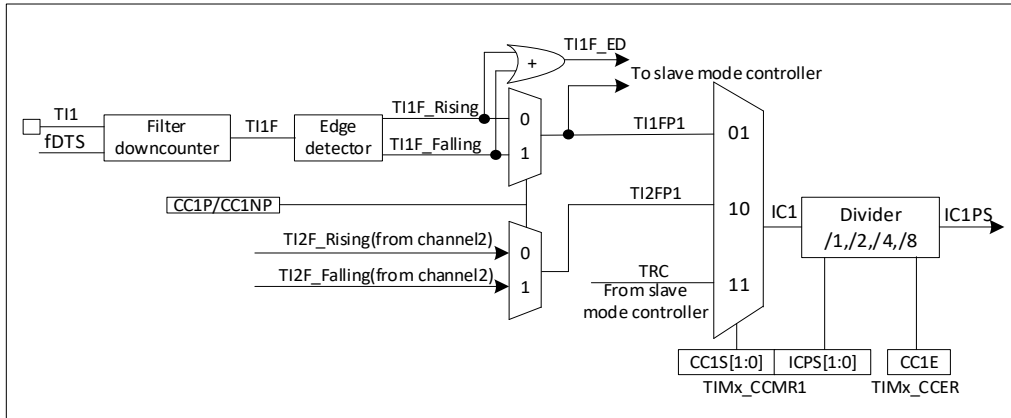 TI1F_ED
+
To slave mode controller
TI1
fDTS
Filter
downcounter
TI1F
Edge
detector
TI1F_Rising
TI1F_Falling
0
1
TI1FP1
01
CC1P/CC1NP
TI2FP1
10
IC1
Divider
/1,/2,/4,/8
IC1PS
TI2F_Rising(from channel2)
TI2F_Falling(from channel2)
0
1
TRC
From slave
mode controller
11
CC1S[1:0]
ICPS[1:0]
CC1E
TIMx_CCMR1
TIMx_CCER